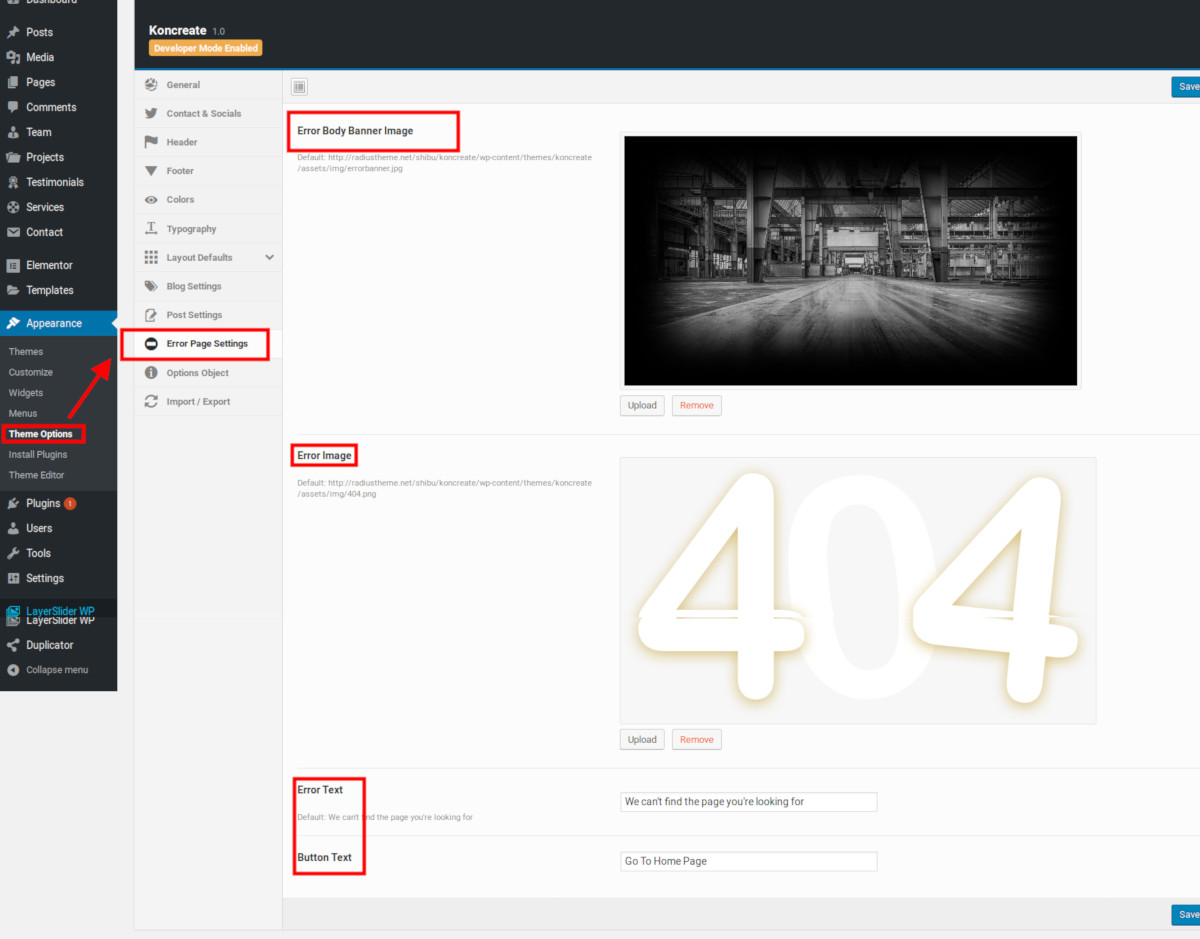 Dashboard
Posts
Media
Pages
Comments
Team
Projects
Testimonials
Services
Contact
Elementor
Templates
Appearance
Themes
Customize
Widgets
Menus
Theme Options
Install Plugins
Theme Editor
Plugins 1
Users
Tools
Settings
LayerSlider WP
LayerSlider WP
Duplicator
Collapse menu
Koncreate 1.0
Developer Mode Enabled
General
Contact & Socials
Header
Footer
Colors
Typography
Layout Defaults
Blog Settings
Post Settings
Error Page Settings
Options Object
Import / Export
Save
Error Body Banner Image
Default: http://radiustheme.net/shibu/koncreate/wp-content/themes/koncreate
/assets/img/errorbanner.jpg
Upload Remove
Error Image
Default: http://radiustheme.net/shibu/koncreate/wp-content/themes/koncreate
/assets/img/404.png
404
Upload Remove
Error Text
Default: We can't find the page you're looking for
We can't find the page you're looking for
Button Text
Go To Home Page
Save